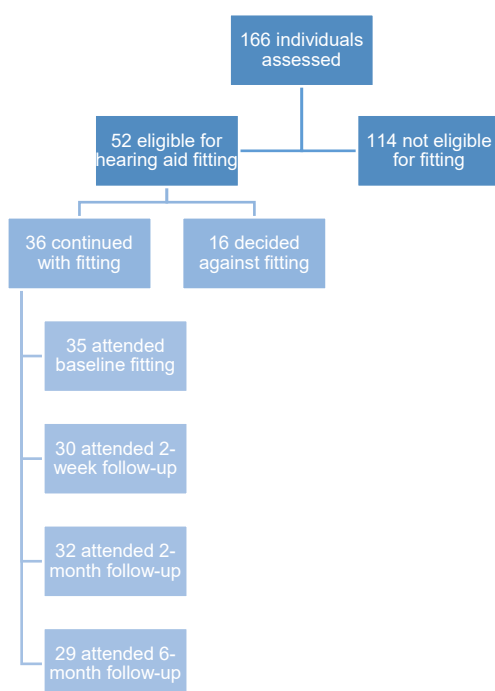 166 individuals
assessed
52 eligible for
hearing aid fitting
114 not eligible
for fitting
36 continued
with fitting
16 decided
against fitting
35 attended
baseline fitting
30 attended 2-
week follow-up
32 attended 2-
month follow-up
29 attended 6-
month follow-up